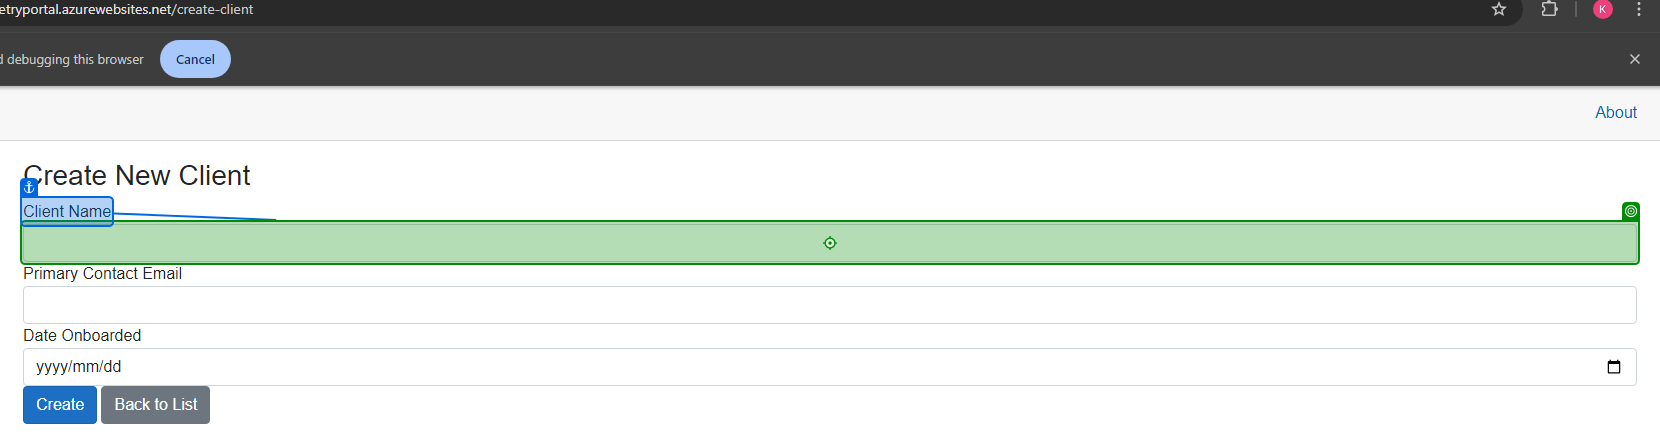 etryportal.azurewebsites.net/create-client
K
debugging this browser
Cancel
About
Create New Client
Client Name
Primary Contact Email
Date Onboarded
yyyy/mm/dd
Create
Back to List